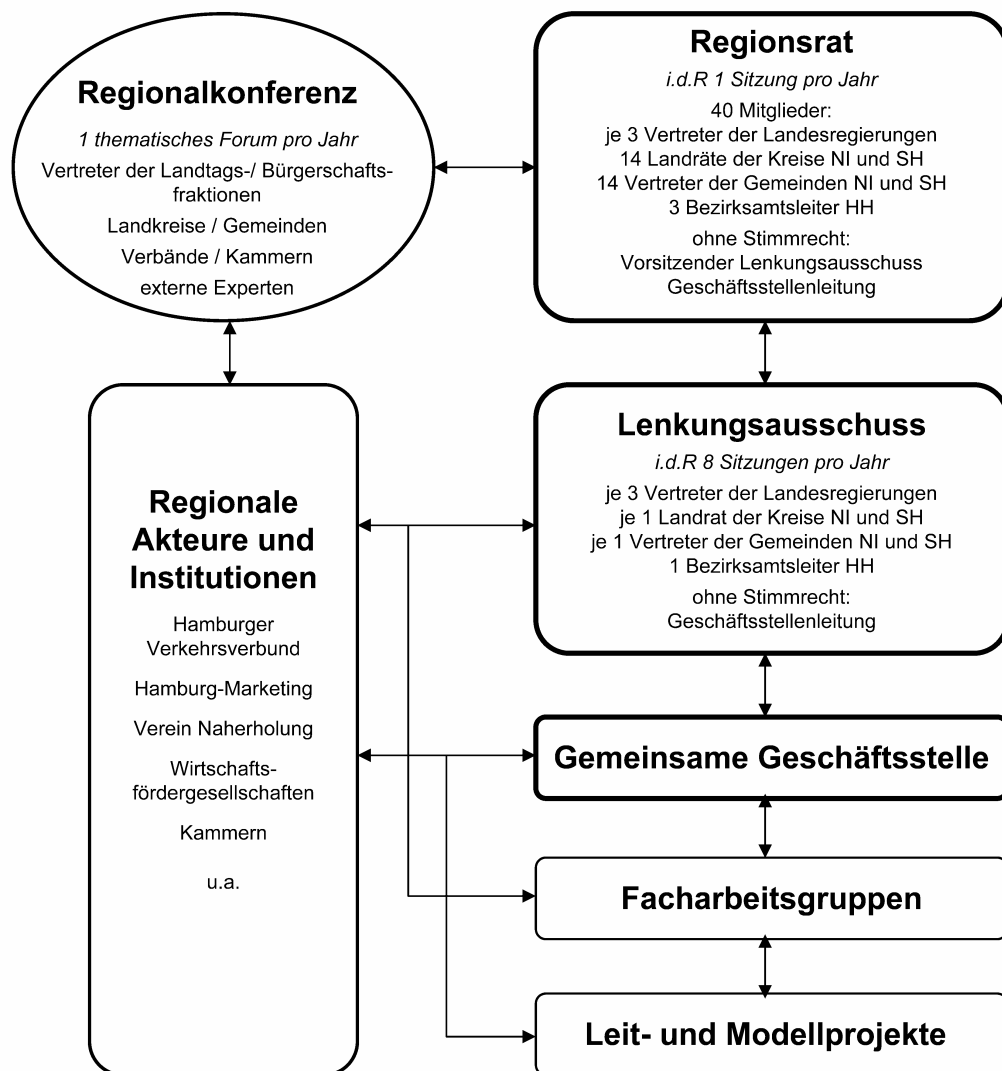 Regionalkonferenz
1 thematisches Forum pro Jahr
Vertreter der Landtags-/ Bürgerschafts-
fraktionen
Landkreise / Gemeinden
Verbände / Kammern
externe Experten
Regionsrat
i.d.R 1 Sitzung pro Jahr
40 Mitglieder:
je 3 Vertreter der Landesregierungen
14 Landräte der Kreise NI und SH
14 Vertreter der Gemeinden NI und SH
3 Bezirksamtsleiter HH
ohne Stimmrecht:
Vorsitzender Lenkungsausschuss
Geschäftsstellenleitung
Regionale
Akteure und
Institutionen
Hamburger
Verkehrsverbund
Hamburg-Marketing
Verein Naherholung
Wirtschafts-
fördergesellschaften
Kammern
u.a.
Lenkungsausschuss
i.d.R 8 Sitzungen pro Jahr
je 3 Vertreter der Landesregierungen
je 1 Landrat der Kreise NI und SH
je 1 Vertreter der Gemeinden NI und SH
1 Bezirksamtsleiter HH
ohne Stimmrecht:
Geschäftsstellenleitung
Gemeinsame Geschäftsstelle
Facharbeitsgruppen
Leit- und Modellprojekte